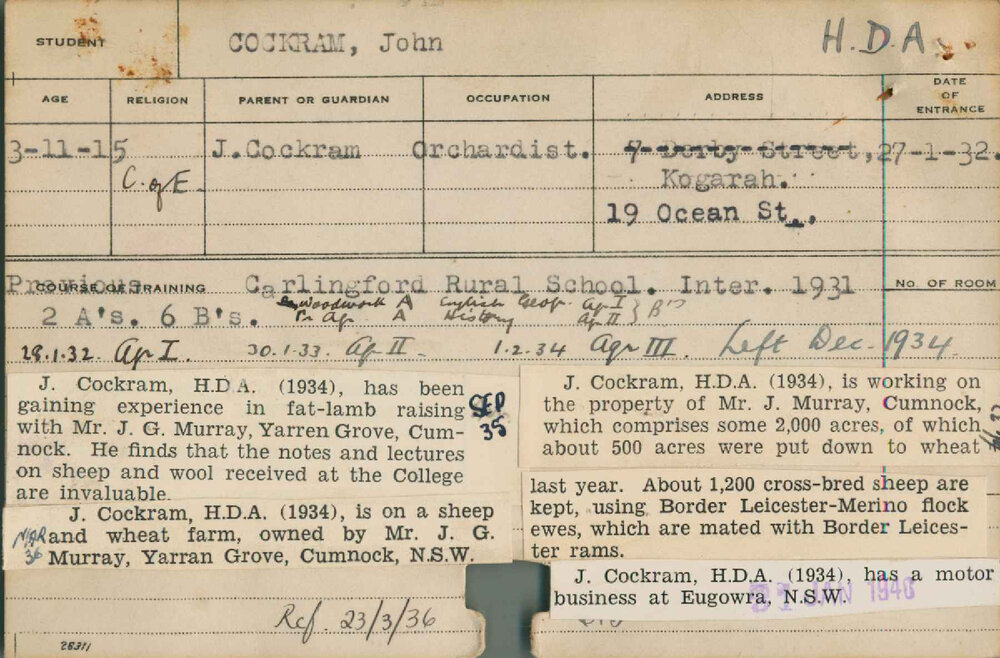 STUDENT
COCKRAM, John
H.D.A.
AGE
RELIGION
PARENT OR GUARDIAN
OCCUPATION
ADDRESS
DATE
OF
ENTRANCE
3-11-15
C. of E.
J.Cockram
Orchardist.
7 Derby Street,
Kogarah.
19 Ocean St.,
27-1-32.
Previous
COURSE OF TRAINING
Carlingford Rural School. Inter. 1931
No. OF ROOM
2 A's. 6 B's.
Woodwork A English Geog. Ag I
A History Ag II } B's
28.1.32 Agr I. 30.1.33. Ag II 1.2.34 Agr III. Left Dec. 1934.
J. Cockram, H.D.A. (1934), has been
gaining experience in fat-lamb raising
with Mr. J. G. Murray, Yarren Grove, Cum-
nock. He finds that the notes and lectures
on sheep and wool received at the College
are invaluable.
SEP
35
J. Cockram, H.D.A. (1934), is on a sheep
and wheat farm, owned by Mr. J. G.
Murray, Yarran Grove, Cumnock, N.S.W.
MAR
36
J. Cockram, H.D.A. (1934), is working on
the property of Mr. J. Murray, Cumnock,
which comprises some 2,000 acres, of which
about 500 acres were put down to wheat
last year. About 1,200 cross-bred sheep are
kept, using Border Leicester-Merino flock
ewes, which are mated with Border Leices-
ter rams.
J. Cockram, H.D.A. (1934), has a motor
business at Eugowra, N.S.W.
JAN 1946
Ref. 23/3/36
28311